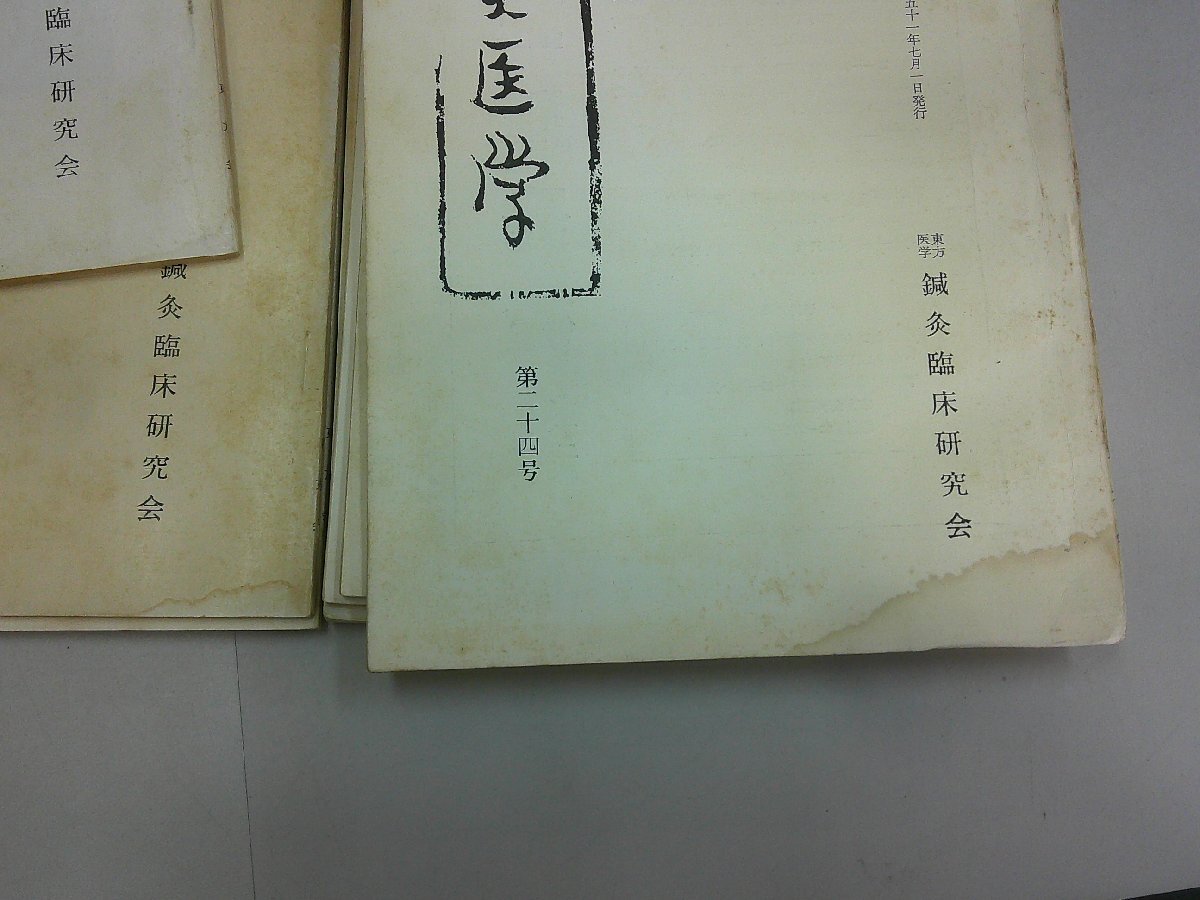 五十一年七月一日発行
東方
医学
鍼灸臨床研究会
医学
第二十四号
鍼灸臨床研究会
臨床研究会